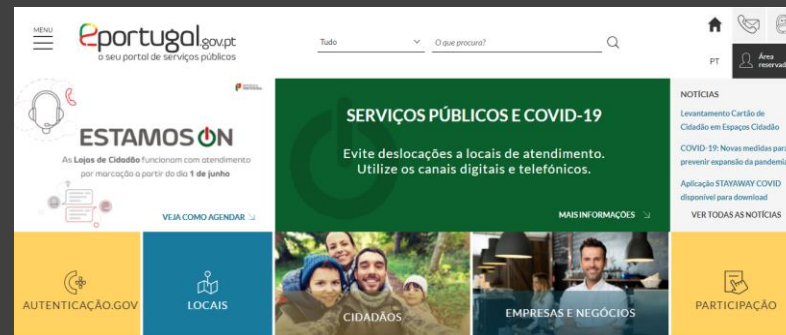 MENU
eportugal.gov.pt
o seu portal de serviços públicos
Tudo
O que procura?
PT
Área
reservad
ESTAMOS ON
As Lojas de Cidadão funcionam com atendimento
por marcação a partir do dia 1 de junho
VEJA COMO AGENDAR
SERVIÇOS PÚBLICOS E COVID-19
Evite deslocações a locais de atendimento.
Utilize os canais digitais e telefónicos.
MAIS INFORMAÇÕES
NOTÍCIAS
Levantamento Cartão de
Cidadão em Espaços Cidadão
COVID-19: Novas medidas para
prevenir expansão da pandemia
Aplicação STAYAWAY COVID
disponível para download
VER TODAS AS NOTÍCIAS
AUTENTICAÇÃO.GOV
LOCAIS
CIDADÃOS
EMPRESAS E NEGÓCIOS
PARTICIPAÇÃO